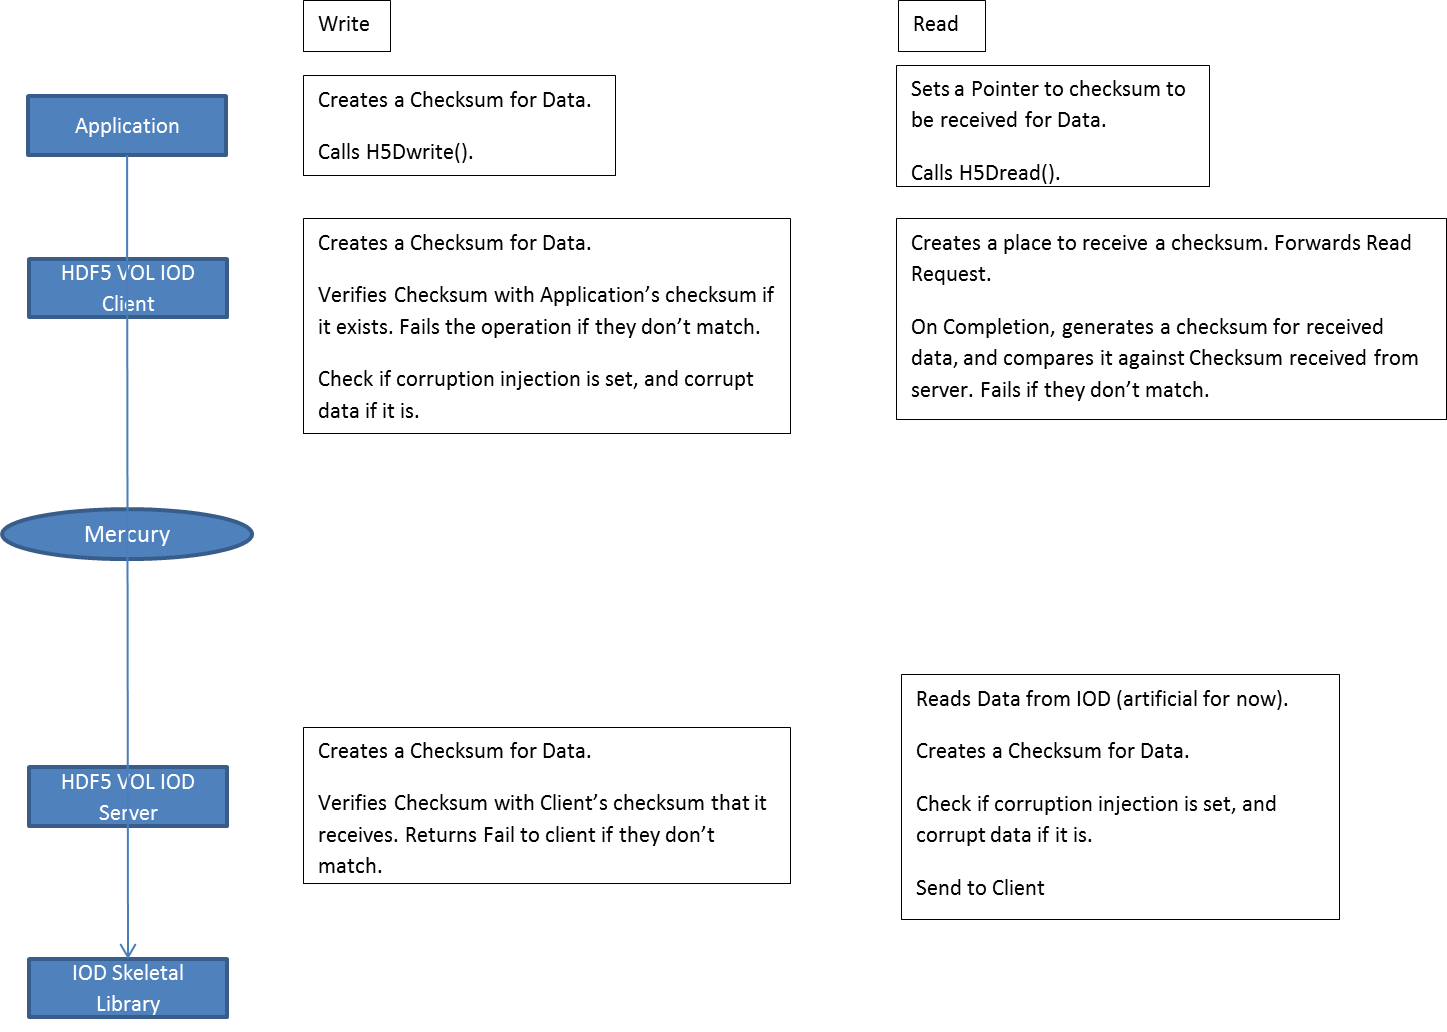 Write
Read
Application
Creates a Checksum for Data.
Calls H5Dwrite().
Sets a Pointer to checksum to
be received for Data.
Calls H5Dread().
HDF5 VOL IOD
Client
Creates a Checksum for Data.
Verifies Checksum with Application’s checksum if
it exists. Fails the operation if they don’t match.
Check if corruption injection is set, and corrupt
data if it is.
Creates a place to receive a checksum. Forwards Read
Request.
On Completion, generates a checksum for received
data, and compares it against Checksum received from
server. Fails if they don’t match.
Mercury
HDF5 VOL IOD
Server
Creates a Checksum for Data.
Verifies Checksum with Client’s checksum that it
receives. Returns Fail to client if they don’t
match.
Reads Data from IOD (artificial for now).
Creates a Checksum for Data.
Check if corruption injection is set, and
corrupt data if it is.
Send to Client
IOD Skeletal
Library